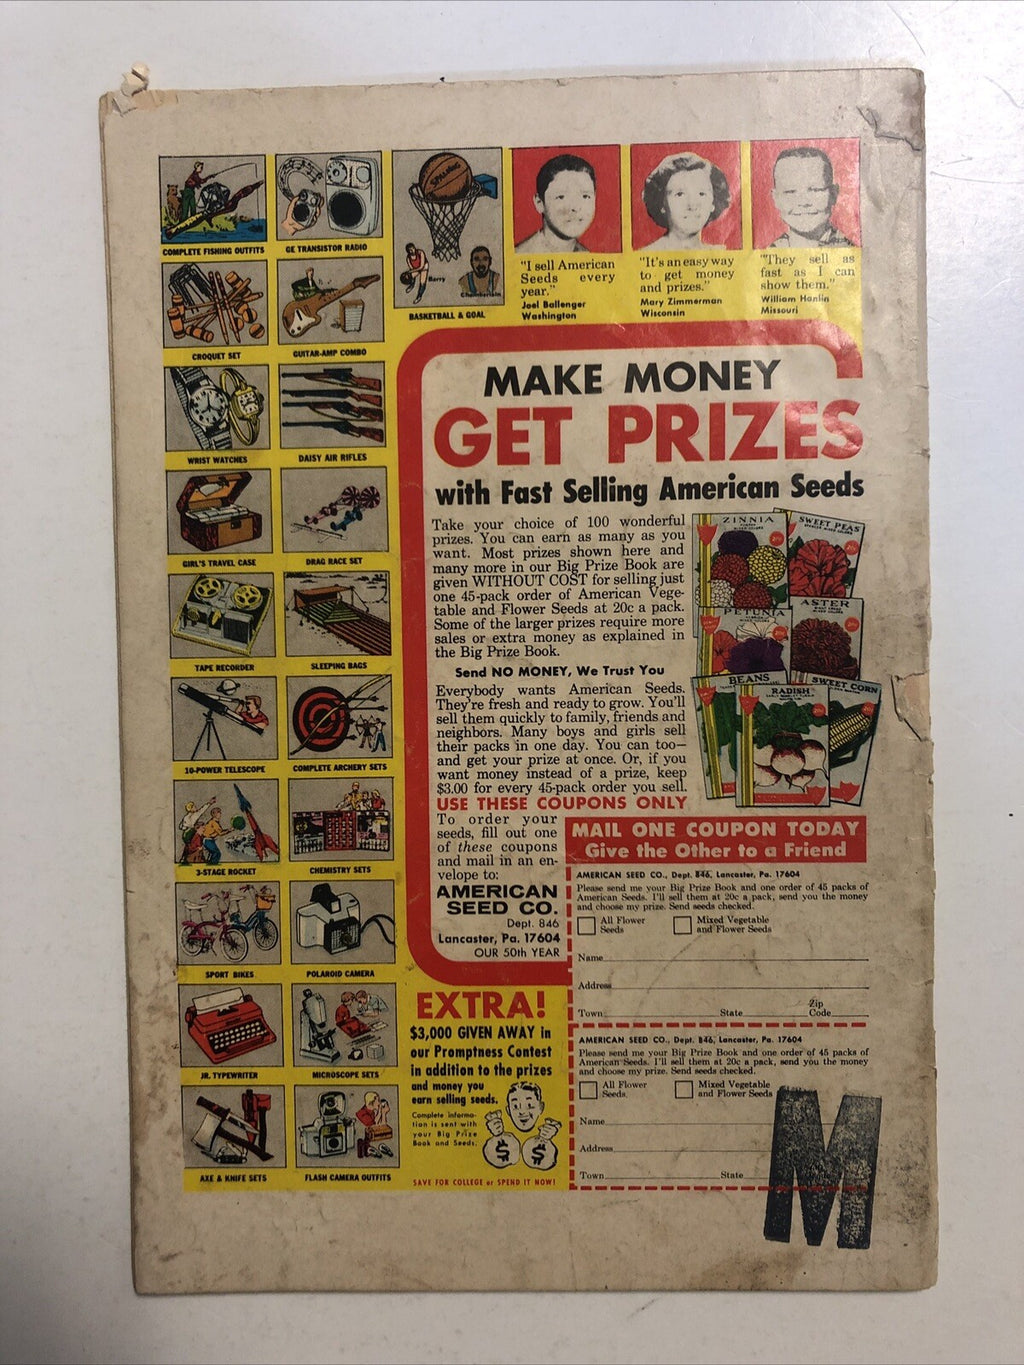 COMPLETE FISHING OUTFITS
GE TRANSISTOR RADIO
SPALDING
Barry
Chamberlain
BASKETBALL & GOAL
CROQUET SET
GUITAR-AMP COMBO
WRIST WATCHES
DAISY AIR RIFLES
GIRL'S TRAVEL CASE
DRAG RACE SET
TAPE RECORDER
SLEEPING BAGS
10-POWER TELESCOPE
COMPLETE ARCHERY SETS
3-STAGE ROCKET
CHEMISTRY SETS
SPORT BIKES
POLAROID CAMERA
JR. TYPEWRITER
MICROSCOPE SETS
AXE & KNIFE SETS
FLASH CAMERA OUTFITS
"I sell American
Seeds every
year."
Joel Ballenger
Washington
"It's an easy way
to get money
and prizes."
Mary Zimmerman
Wisconsin
"They sell as
fast as I can
show them."
William Hanlin
Missouri
MAKE MONEY
GET PRIZES
with Fast Selling American Seeds
Take your choice of 100 wonderful
prizes. You can earn as many as you
want. Most prizes shown here and
many more in our Big Prize Book are
given WITHOUT COST for selling just
one 45-pack order of American Vege-
table and Flower Seeds at 20c a pack.
Some of the larger prizes require more
sales or extra money as explained in
the Big Prize Book.
Send NO MONEY, We Trust You
Everybody wants American Seeds.
They're fresh and ready to grow. You'll
sell them quickly to family, friends and
neighbors. Many boys and girls sell
their packs in one day. You can too—
and get your prize at once. Or, if you
want money instead of a prize, keep
$3.00 for every 45-pack order you sell.
USE THESE COUPONS ONLY
To order your
seeds, fill out one
of these coupons
and mail in an en-
velope to:
AMERICAN
SEED CO.
Dept. 846
Lancaster, Pa. 17604
OUR 50th YEAR
ZINNIA
SWEET PEAS
PETUNIA
ASTER
BEANS
RADISH
SWEET CORN
MAIL ONE COUPON TODAY
Give the Other to a Friend
AMERICAN SEED CO., Dept. 846, Lancaster, Pa. 17604
Please send me your Big Prize Book and one order of 45 packs of
American Seeds. I'll sell them at 20c a pack, send you the money
and choose my prize. Send seeds checked.
All Flower
Seeds
Mixed Vegetable
and Flower Seeds
Name
Address
Town State Zip Code
AMERICAN SEED CO., Dept. 846, Lancaster, Pa. 17604
Please send me your Big Prize Book and one order of 45 packs of
American Seeds. I'll sell them at 20c a pack, send you the money
and choose my prize. Send seeds checked.
All Flower
Seeds.
Mixed Vegetable
and Flower Seeds
Name
Address
Town State
M
EXTRA!
$3,000 GIVEN AWAY in
our Promptness Contest
in addition to the prizes
and money you
earn selling seeds.
Complete informa-
tion is sent with
your Big Prize
Book and Seeds.
$ $
SAVE FOR COLLEGE or SPEND IT NOW!